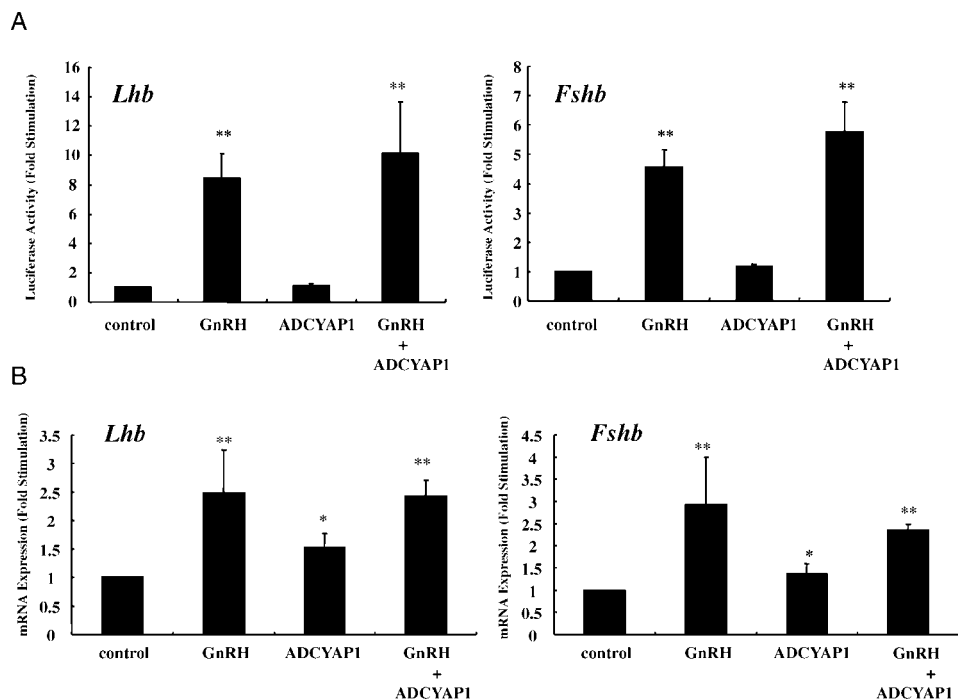 A
Lhb
Luciferase Activity (Fold Stimulation)
16
14
12
10
8
6
4
2
0
**
**
control
GnRH
ADCYAP1
GnRH
+
ADCYAP1
Fshb
Luciferase Activity (Fold Stimulation)
8
7
6
5
4
3
2
1
0
**
**
control
GnRH
ADCYAP1
GnRH
+
ADCYAP1
B
Lhb
mRNA Expression (Fold Stimulation)
3.5
3
2.5
2
1.5
1
0.5
0
**
*
**
control
GnRH
ADCYAP1
GnRH
+
ADCYAP1
Fshb
mRNA Expression (Fold Stimulation)
4.5
4
3.5
3
2.5
2
1.5
1
0.5
0
**
*
**
control
GnRH
ADCYAP1
GnRH
+
ADCYAP1